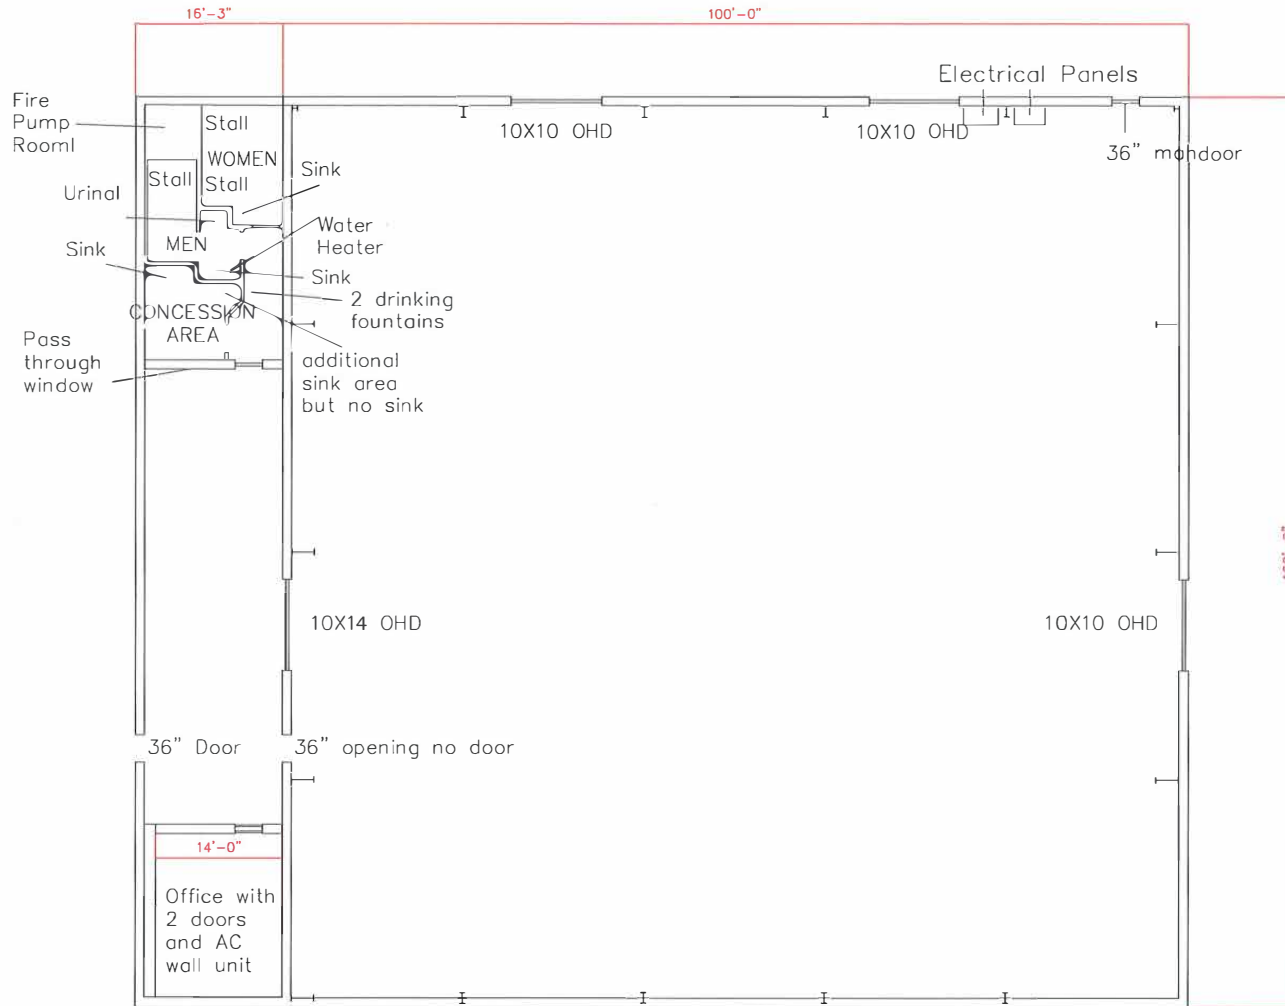 16'-3"
100'-0"
Electrical Panels
Fire
Pump
Rooml
Stall
10X10 OHD
10X10 OHD
36" mandoor
WOMEN
Sink
Stall
Stall
Urinal
Water
Heater
MEN
Sink
Sink
2 drinking
fountains
CONCESSION
AREA
Pass
through
window
additional
sink area
but no sink
10X14 OHD
10X10 OHD
36" Door
36" opening no door
14'-0"
Office with
2 doors
and AC
wall unit